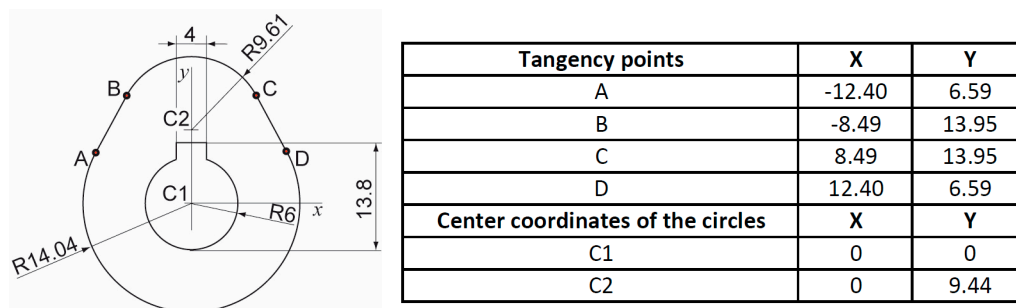 4
R9.61
y
B
C
C2
A
D
C1
x
R6
13.8
R14.04
Tangency points X Y
A -12.40 6.59
B -8.49 13.95
C 8.49 13.95
D 12.40 6.59
Center coordinates of the circles X Y
C1 0 0
C2 0 9.44